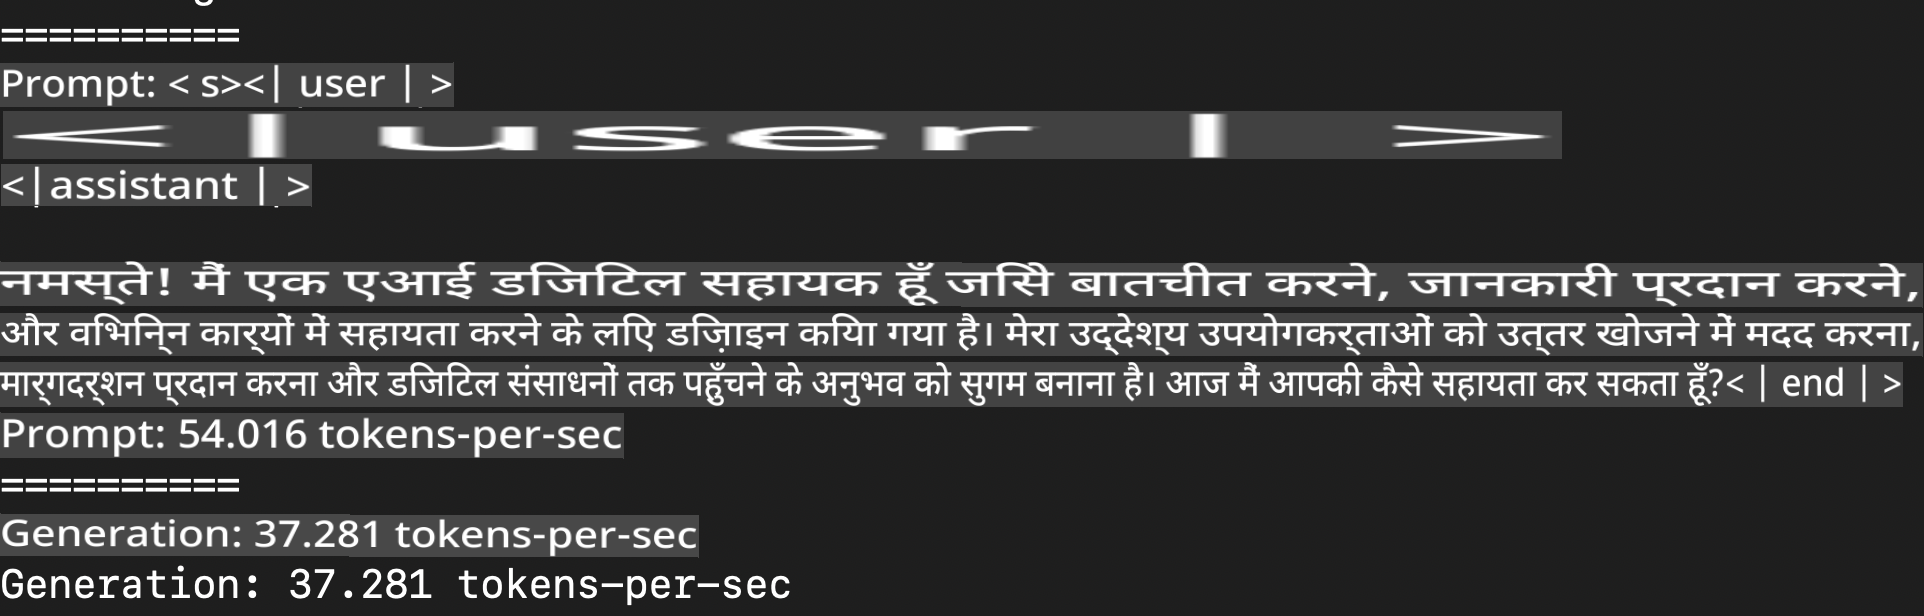 ==========
Prompt: < s><| user | >
< | user | >
<|assistant | >
नमस्ते! मैं एक एआई डिजिटल सहायक हूँ जिसे बातचीत करने, जानकारी प्रदान करने,
और विभिन्न कार्यों में सहायता करने के लिए डिज़ाइन किया गया है। मेरा उद्देश्य उपयोगकर्ताओं को उत्तर खोजने में मदद करना,
मार्गदर्शन प्रदान करना और डिजिटल संसाधनों तक पहुँचने के अनुभव को सुगम बनाना है। आज मैं आपकी कैसे सहायता कर सकता हूँ?< | end | >
Prompt: 54.016 tokens-per-sec
==========
Generation: 37.281 tokens-per-sec
Generation: 37.281 tokens-per-sec